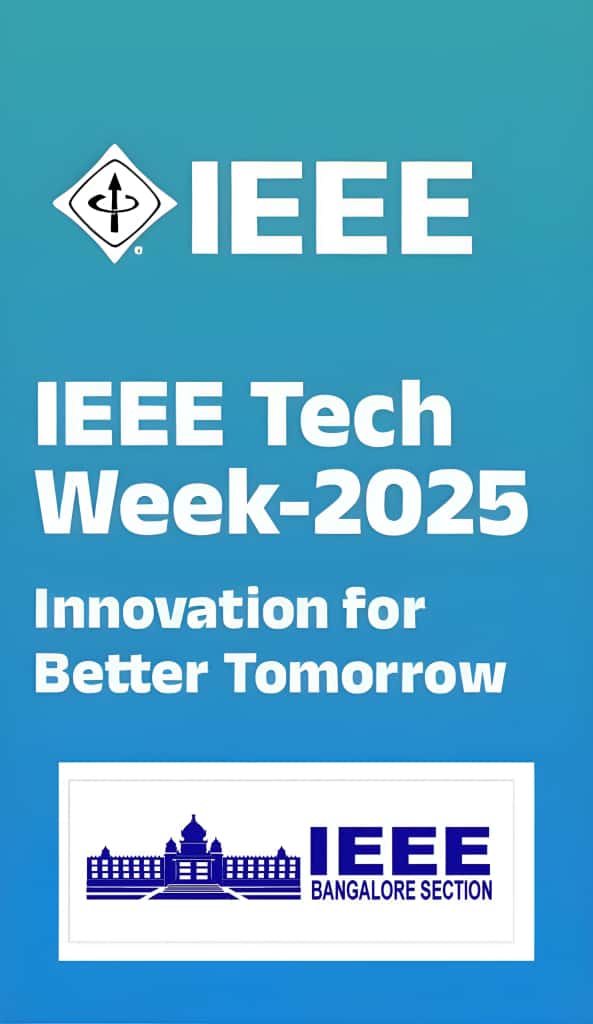 IEEE
IEEE Tech
Week-2025
Innovation for
Better Tomorrow
IEEE
BANGALORE SECTION